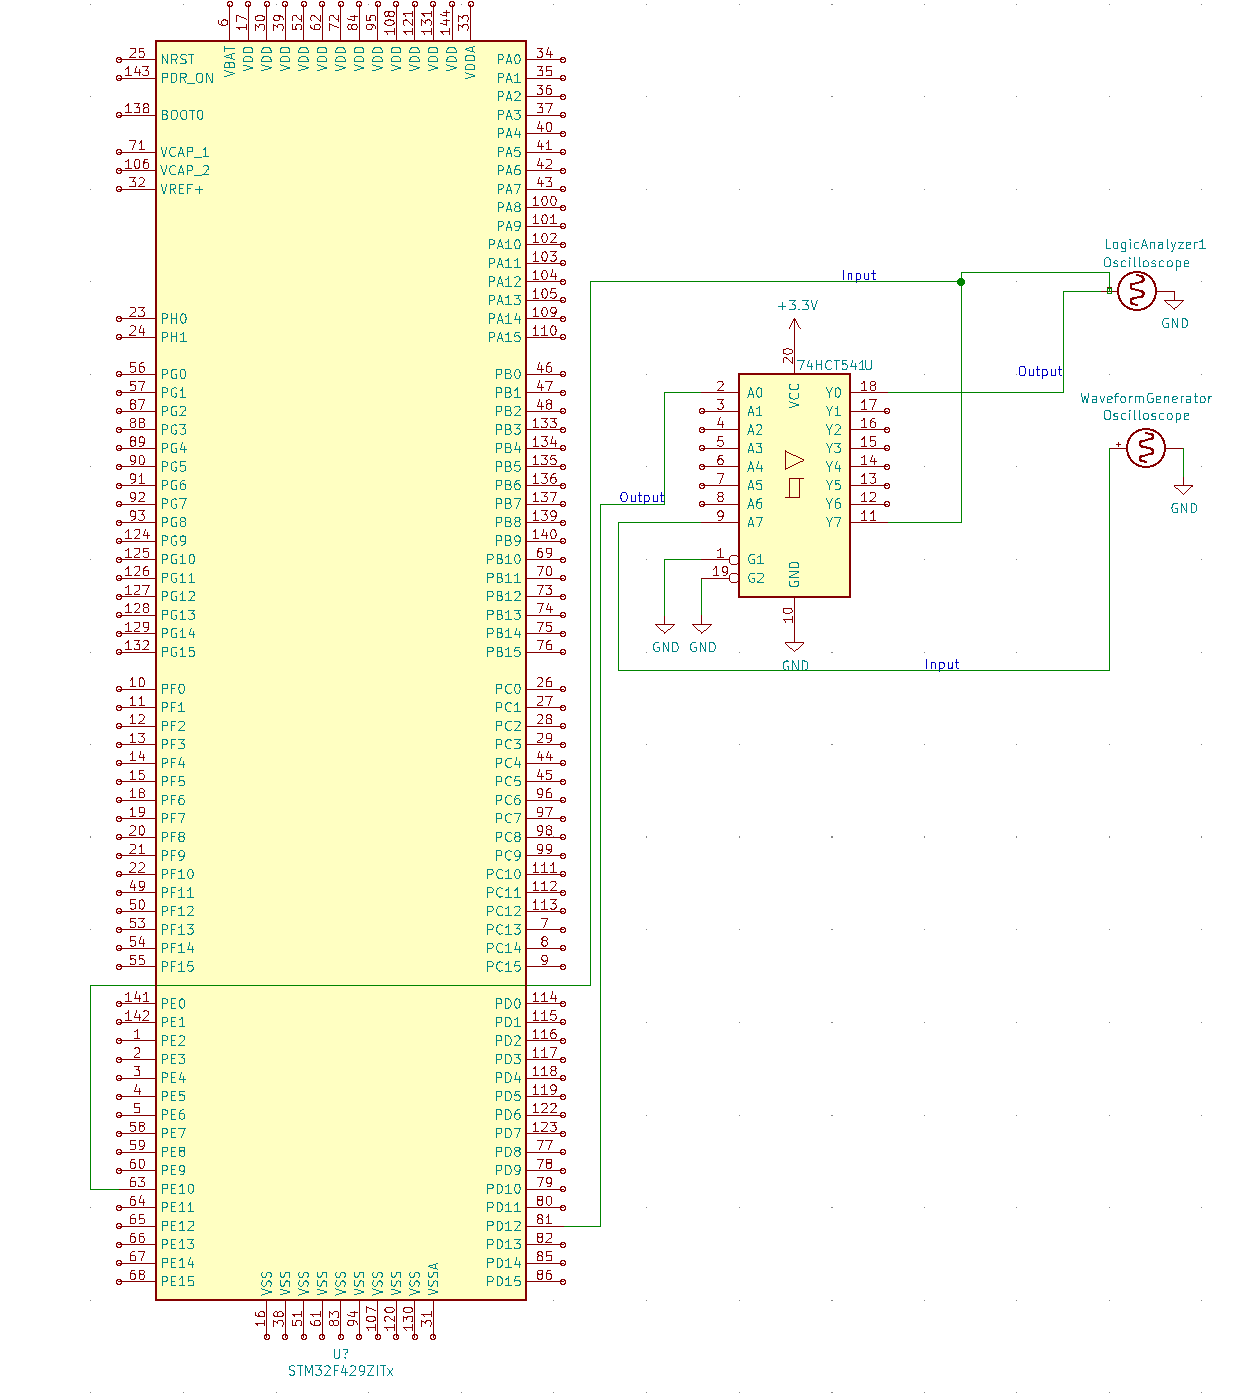 6 17 30 39 52 62 72 84 95 108 121 131 144 33
VBAT VDD VDD VDD VDD VDD VDD VDD VDD VDD VDD VDD VDD VDDA
25 NRST PA0 34
143 PDR_ON PA1 35
PA2 36
138 BOOT0 PA3 37
PA4 40
71 VCAP_1 PA5 41
106 VCAP_2 PA6 42
32 VREF+ PA7 43
PA8 100
PA9 101
PA10 102
PA11 103
PA12 104
PA13 105
23 PH0 PA14 109
24 PH1 PA15 110
56 PG0 PB0 46
57 PG1 PB1 47
87 PG2 PB2 48
88 PG3 PB3 133
89 PG4 PB4 134
90 PG5 PB5 135
91 PG6 PB6 136
92 PG7 PB7 137
93 PG8 PB8 139
124 PG9 PB9 140
125 PG10 PB10 69
126 PG11 PB11 70
127 PG12 PB12 73
128 PG13 PB13 74
129 PG14 PB14 75
132 PG15 PB15 76
10 PF0 PC0 26
11 PF1 PC1 27
12 PF2 PC2 28
13 PF3 PC3 29
14 PF4 PC4 44
15 PF5 PC5 45
18 PF6 PC6 96
19 PF7 PC7 97
20 PF8 PC8 98
21 PF9 PC9 99
22 PF10 PC10 111
49 PF11 PC11 112
50 PF12 PC12 113
53 PF13 PC13 7
54 PF14 PC14 8
55 PF15 PC15 9
141 PE0 PD0 114
142 PE1 PD1 115
1 PE2 PD2 116
2 PE3 PD3 117
3 PE4 PD4 118
4 PE5 PD5 119
5 PE6 PD6 122
58 PE7 PD7 123
59 PE8 PD8 77
60 PE9 PD9 78
63 PE10 PD10 79
64 PE11 PD11 80
65 PE12 PD12 81
66 PE13 PD13 82
67 PE14 PD14 85
68 PE15 PD15 86
VSS VSS VSS VSS VSS VSS VSS VSS VSS VSSA
16 38 51 61 83 94 107 120 130 31
U?
STM32F429ZITx
Input
LogicAnalyzer1
Oscilloscope
GND
+3.3V
20
74HCT541U
VCC
Output
2 A0 Y0 18
3 A1 Y1 17
4 A2 Y2 16
5 A3 Y3 15
6 A4 Y4 14
7 A5 Y5 13
8 A6 Y6 12
9 A7 Y7 11
1 G1
19 G2
GND
10
GND
GND
GND
Output
WaveformGenerator
Oscilloscope
+
GND
Input